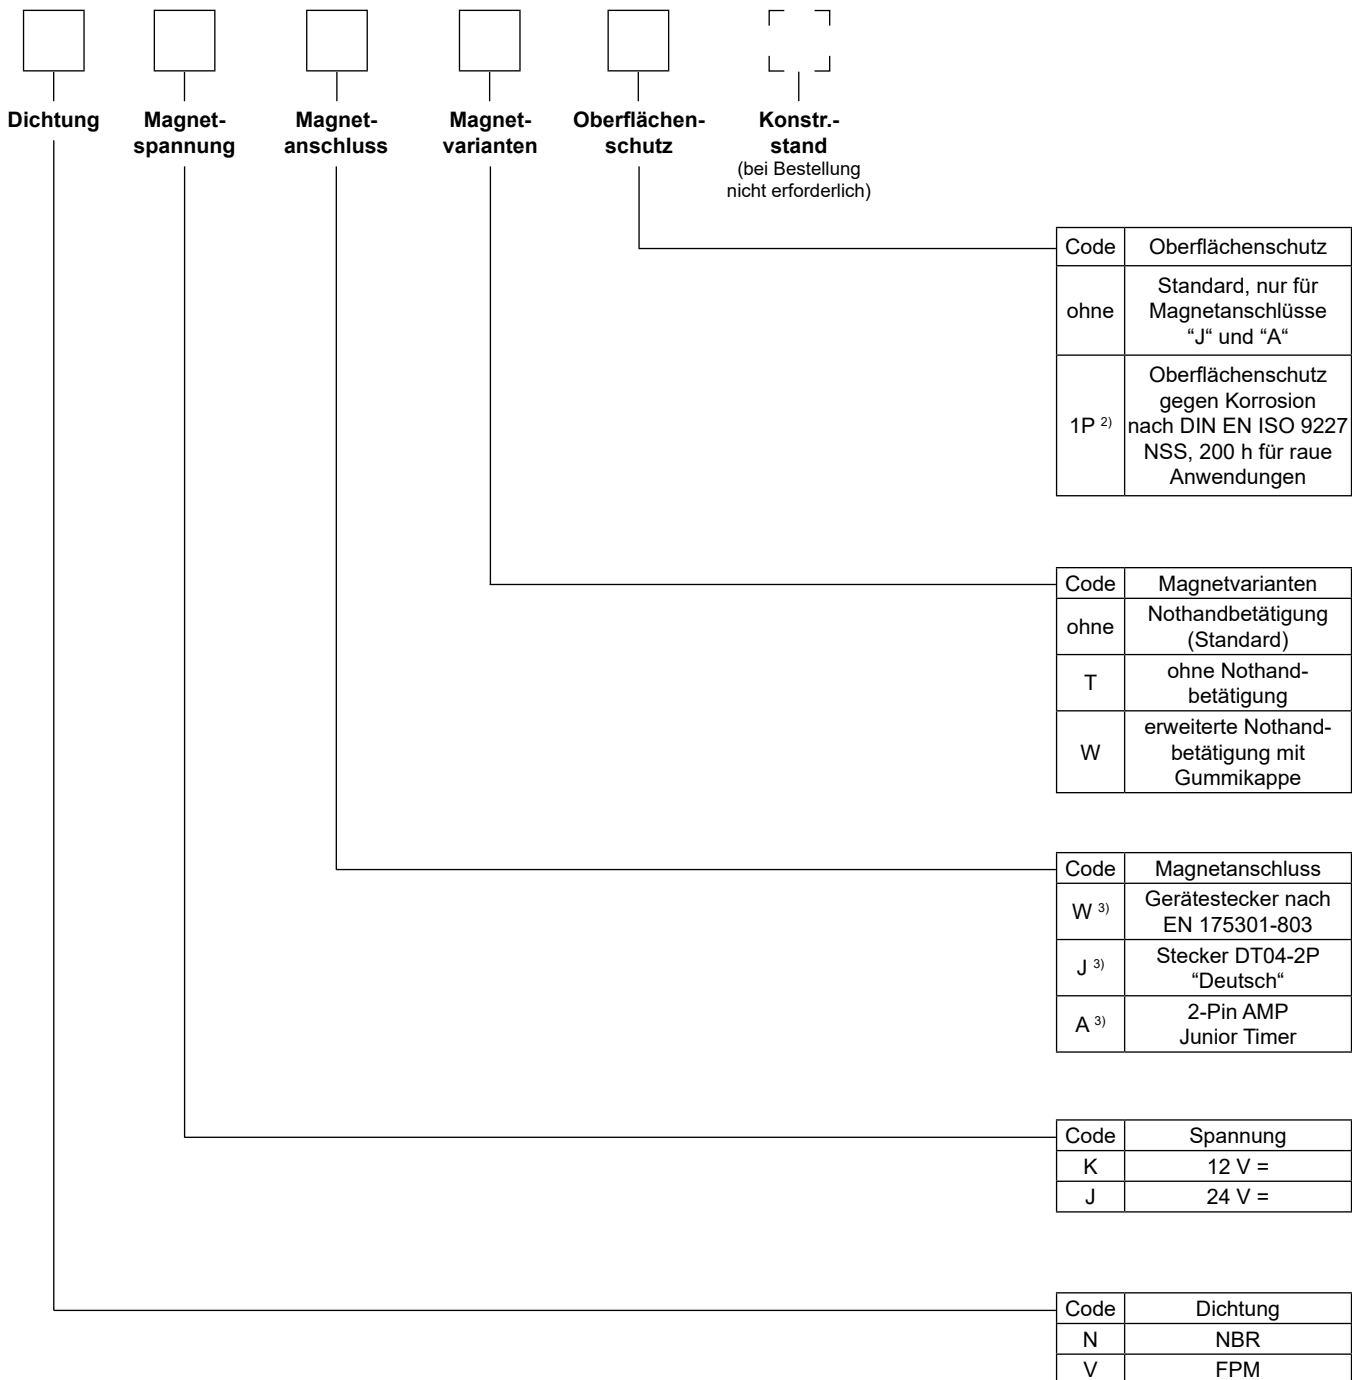 Dichtung
Magnet-
spannung
Magnet-
anschluss
Magnet-
varianten
Oberflächen-
schutz
Konstr.-
stand
(bei Bestellung
nicht erforderlich)
Code Oberflächenschutz
ohne Standard, nur für
Magnetanschlüsse
“J“ und “A“
1P ²⁾ Oberflächenschutz
gegen Korrosion
nach DIN EN ISO 9227
NSS, 200 h für raue
Anwendungen
Code Magnetvarianten
ohne Nothandbetätigung
(Standard)
T ohne Nothand-
betätigung
W erweiterte Nothand-
betätigung mit
Gummikappe
Code Magnetanschluss
W ³⁾ Gerätestecker nach
EN 175301-803
J ³⁾ Stecker DT04-2P
“Deutsch“
A ³⁾ 2-Pin AMP
Junior Timer
Code Spannung
K 12 V =
J 24 V =
Code Dichtung
N NBR
V FPM